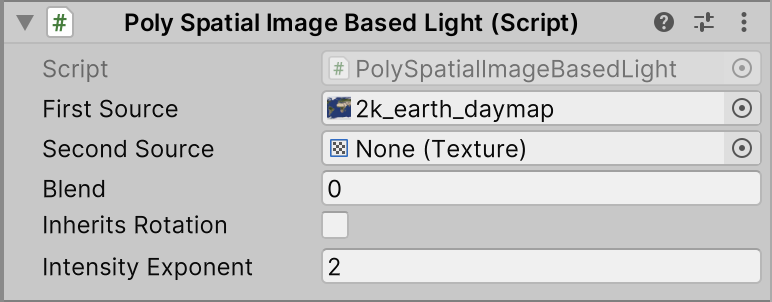 # Poly Spatial Image Based Light (Script)
Script # PolySpatialImageBasedLight
First Source 2k_earth_daymap
Second Source None (Texture)
Blend 0
Inherits Rotation
Intensity Exponent 2